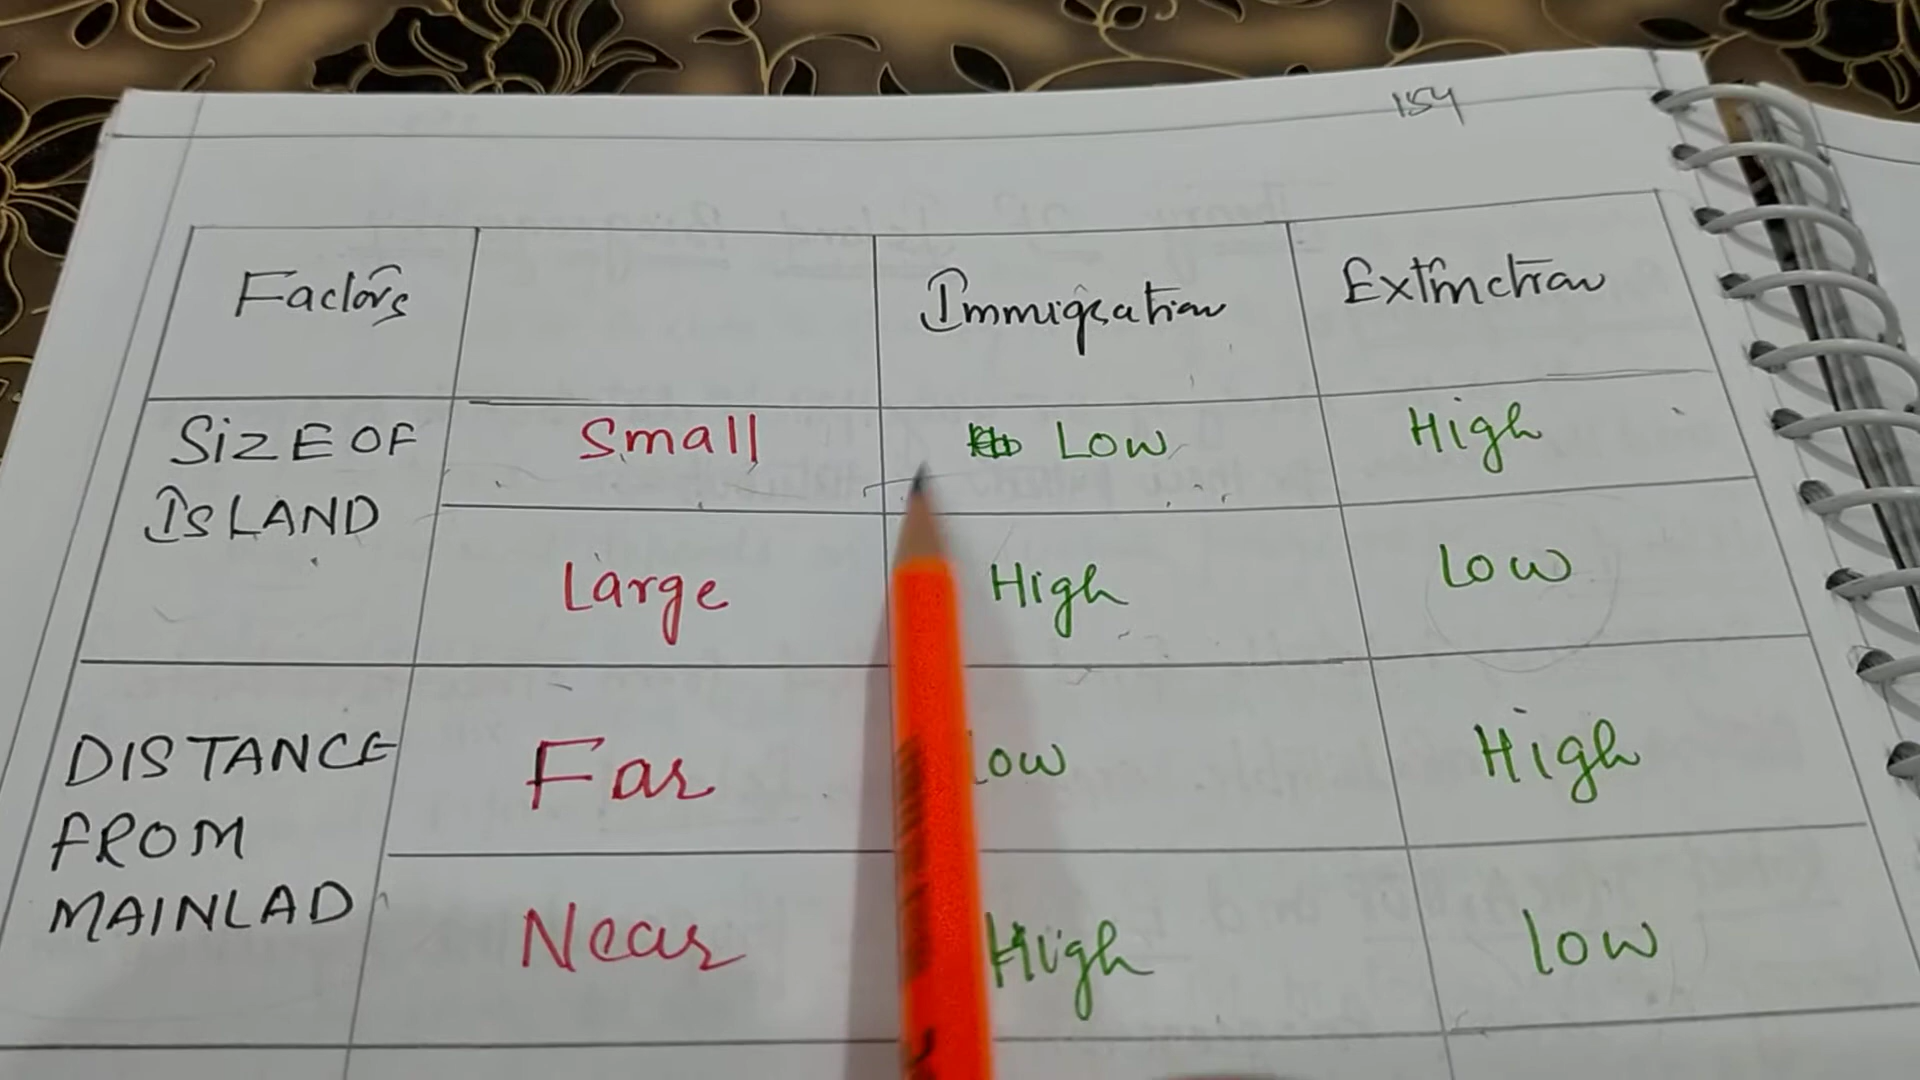 154
Factors Immigration Extinction
SIZE OF Small Low High
ISLAND
Large High Low
DISTANCE Far Low High
FROM
MAINLAD
Near High low